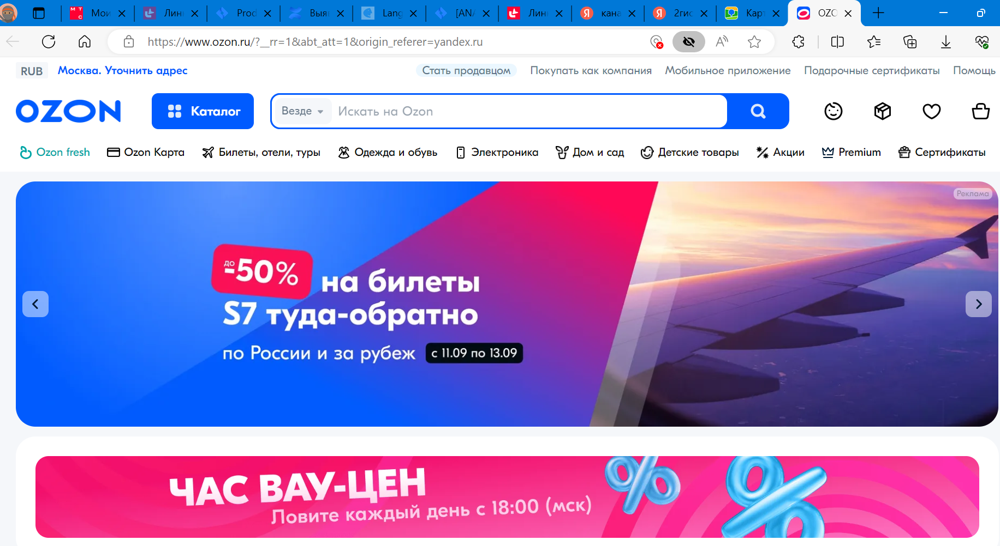 МТС Мои Лин Prod Выяв Lang [ANA Лин кана 2гис Карт OZO
https://www.ozon.ru/?__rr=1&abt_att=1&origin_referer=yandex.ru
RUB Москва. Уточнить адрес Стать продавцом Покупать как компания Мобильное приложение Подарочные сертификаты Помощь
OZON Каталог Везде Искать на Ozon
Ozon fresh Ozon Карта Билеты, отели, туры Одежда и обувь Электроника Дом и сад Детские товары Акции Premium Сертификаты
Реклама
до -50% на билеты
S7 туда-обратно
по России и за рубеж с 11.09 по 13.09
ЧАС ВАУ-ЦЕН
Ловите каждый день с 18:00 (мск)